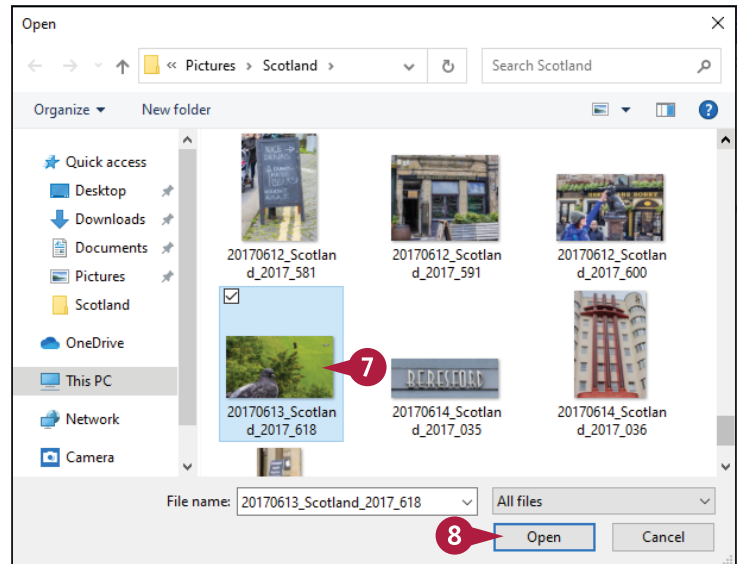 Open
« Pictures > Scotland >
Search Scotland
Organize
New folder
Quick access
Desktop
Downloads
Documents
Pictures
Scotland
OneDrive
This PC
Network
Camera
NICE
20170612_Scotlan
d_2017_581
20170612_Scotlan
d_2017_591
20170612_Scotlan
d_2017_600
7
BERESFORD
20170613_Scotlan
d_2017_618
20170614_Scotlan
d_2017_035
20170614_Scotlan
d_2017_036
File name: 20170613_Scotland_2017_618
All files
8
Open
Cancel